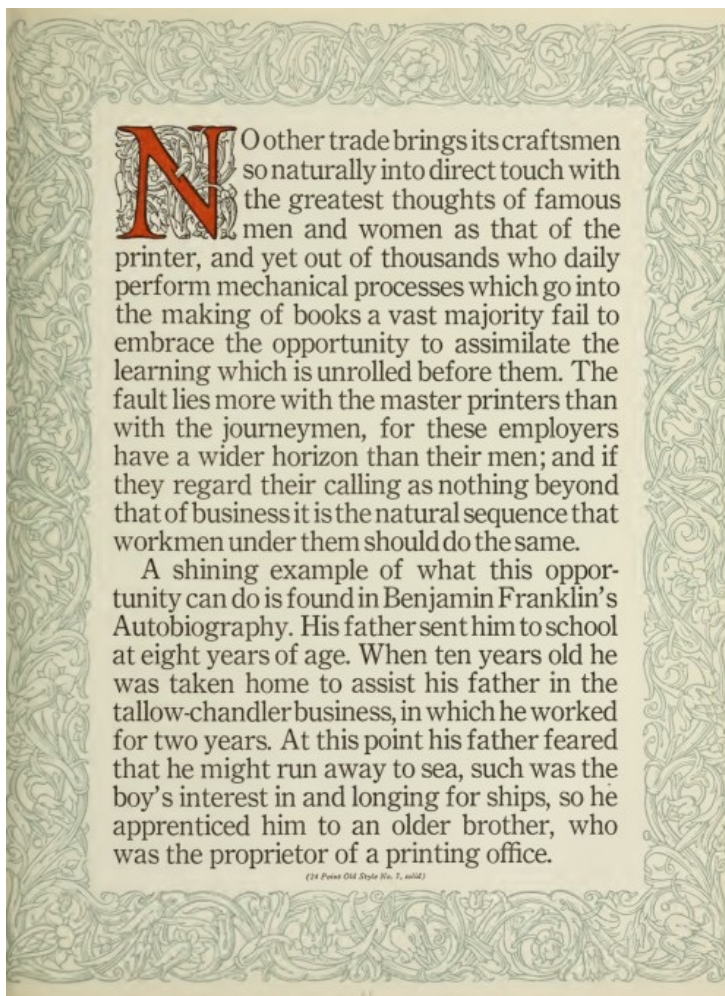 NO other trade brings its craftsmen
so naturally into direct touch with
the greatest thoughts of famous
men and women as that of the
printer, and yet out of thousands who daily
perform mechanical processes which go into
the making of books a vast majority fail to
embrace the opportunity to assimilate the
learning which is unrolled before them. The
fault lies more with the master printers than
with the journeymen, for these employers
have a wider horizon than their men; and if
they regard their calling as nothing beyond
that of business it is the natural sequence that
workmen under them should do the same.
A shining example of what this oppor-
tunity can do is found in Benjamin Franklin's
Autobiography. His father sent him to school
at eight years of age. When ten years old he
was taken home to assist his father in the
tallow-chandler business, in which he worked
for two years. At this point his father feared
that he might run away to sea, such was the
boy's interest in and longing for ships, so he
apprenticed him to an older brother, who
was the proprietor of a printing office.
(24 Point Old Style No. 7, solid)